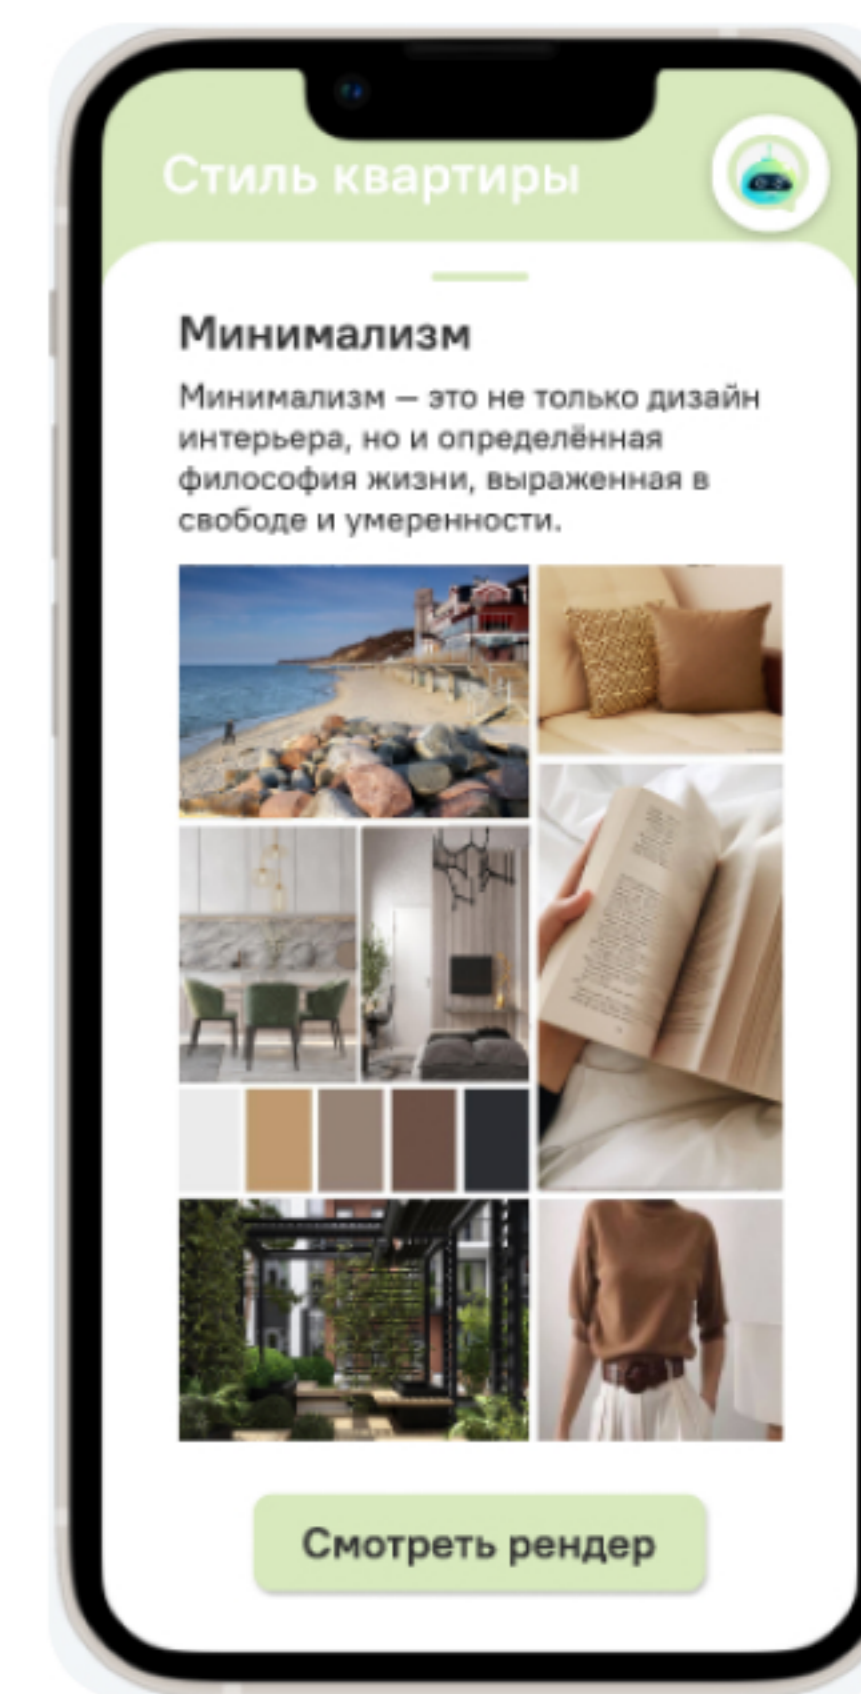 Стиль квартиры
Минимализм
Минимализм — это не только дизайн
интерьера, но и определённая
философия жизни, выраженная в
свободе и умеренности.
Смотреть рендер